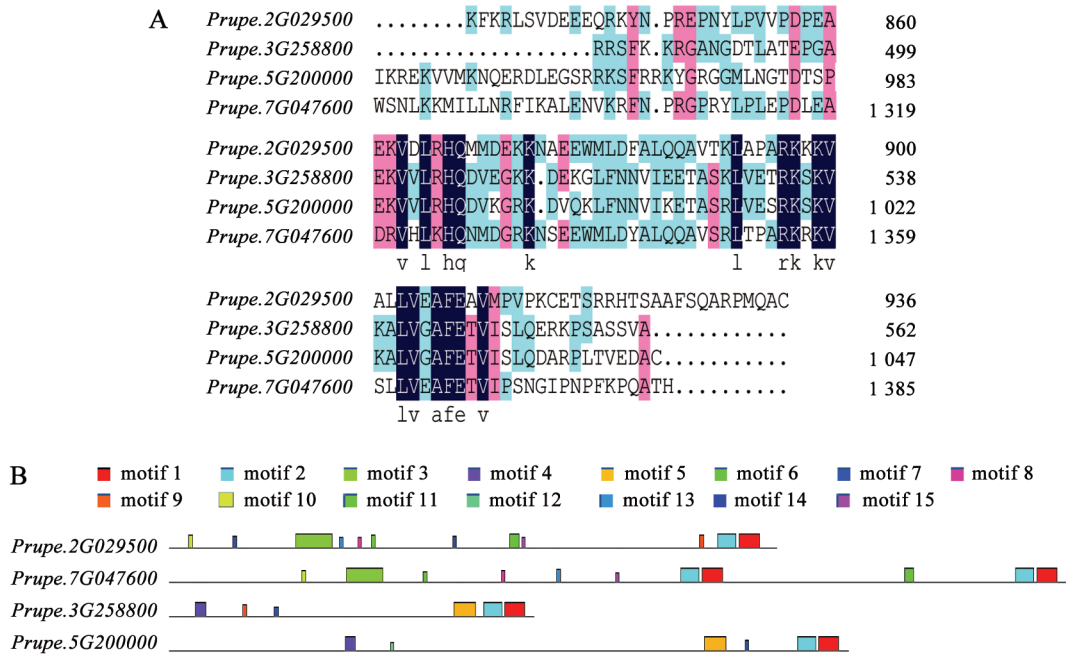 A
Prupe.2G029500 ........KFKRLSVDEEEQRKYN.PREPNYLPVVPDPEA 860
Prupe.3G258800 ...................RRSFK.KRGANGDTLATEPGA 499
Prupe.5G200000 IKREKVVMKNQERDLEGSRRKSFRRKYGRGGMLNGTDTSP 983
Prupe.7G047600 WSNLKKMILLNRFIKALENVKRFN.PRGPRYLPLEPDLEA 1 319
Prupe.2G029500 EKVDLRHQMMDEKKNAEEWMLDFALQQAVTKLAPARKKKV 900
Prupe.3G258800 EKVVLRHQDVEGKK.DEKGLFNNVIEETASKLVETRKSKV 538
Prupe.5G200000 EKVVLRHQDVKGRK.DVQKLFNNVIKETASRLVESRKSKV 1 022
Prupe.7G047600 DRVHLKHQNMDGRKNSEEWMLDYALQQAVSRLTPARKRKV 1 359
v l hq k l rk kv
Prupe.2G029500 ALLVEAFEAVMPVPKCETSRRHTSAAFSQARPMQAC 936
Prupe.3G258800 KALVGAFETVISLQERKPSASSVA............ 562
Prupe.5G200000 KALVGAFETVISLQDARPLTVEDAC........... 1 047
Prupe.7G047600 SLLVEAFETVIPSNGIPNPFKPQATH.......... 1 385
lv afe v
B
motif 1 motif 2 motif 3 motif 4 motif 5 motif 6 motif 7 motif 8
motif 9 motif 10 motif 11 motif 12 motif 13 motif 14 motif 15
Prupe.2G029500
Prupe.7G047600
Prupe.3G258800
Prupe.5G200000